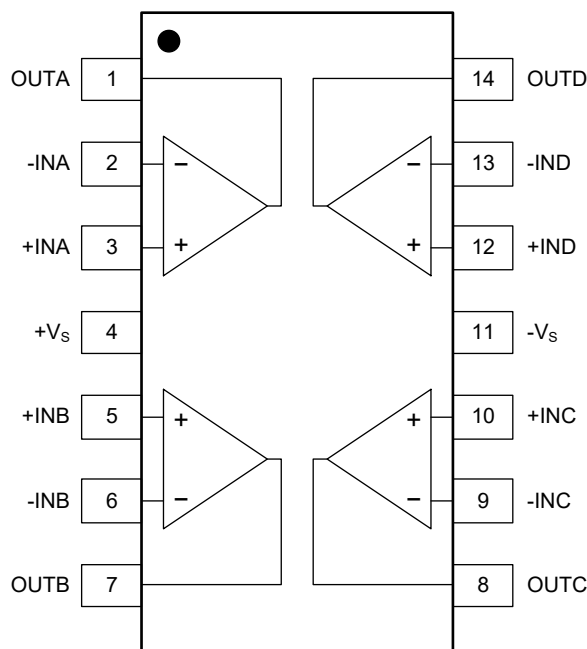 OUTA 1 14 OUTD
-INA 2 − − 13 -IND
+INA 3 + + 12 +IND
+VS 4 11 -VS
+INB 5 + + 10 +INC
-INB 6 − − 9 -INC
OUTB 7 8 OUTC